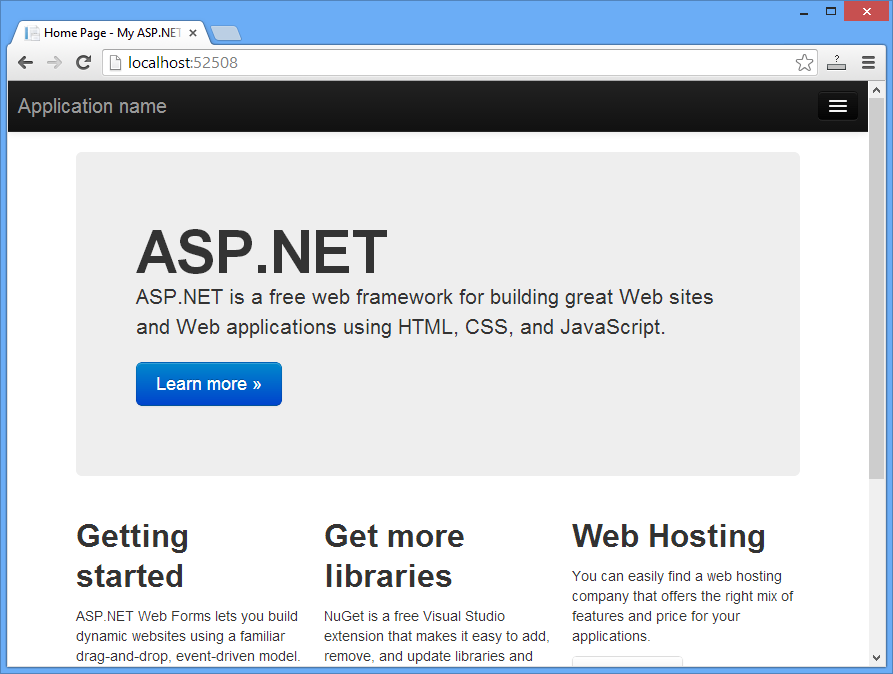 Home Page - My ASP.NET
localhost:52508
Application name
ASP.NET
ASP.NET is a free web framework for building great Web sites
and Web applications using HTML, CSS, and JavaScript.
Learn more »
Getting
started
ASP.NET Web Forms lets you build
dynamic websites using a familiar
drag-and-drop, event-driven model.
Get more
libraries
NuGet is a free Visual Studio
extension that makes it easy to add,
remove, and update libraries and
Web Hosting
You can easily find a web hosting
company that offers the right mix of
features and price for your
applications.